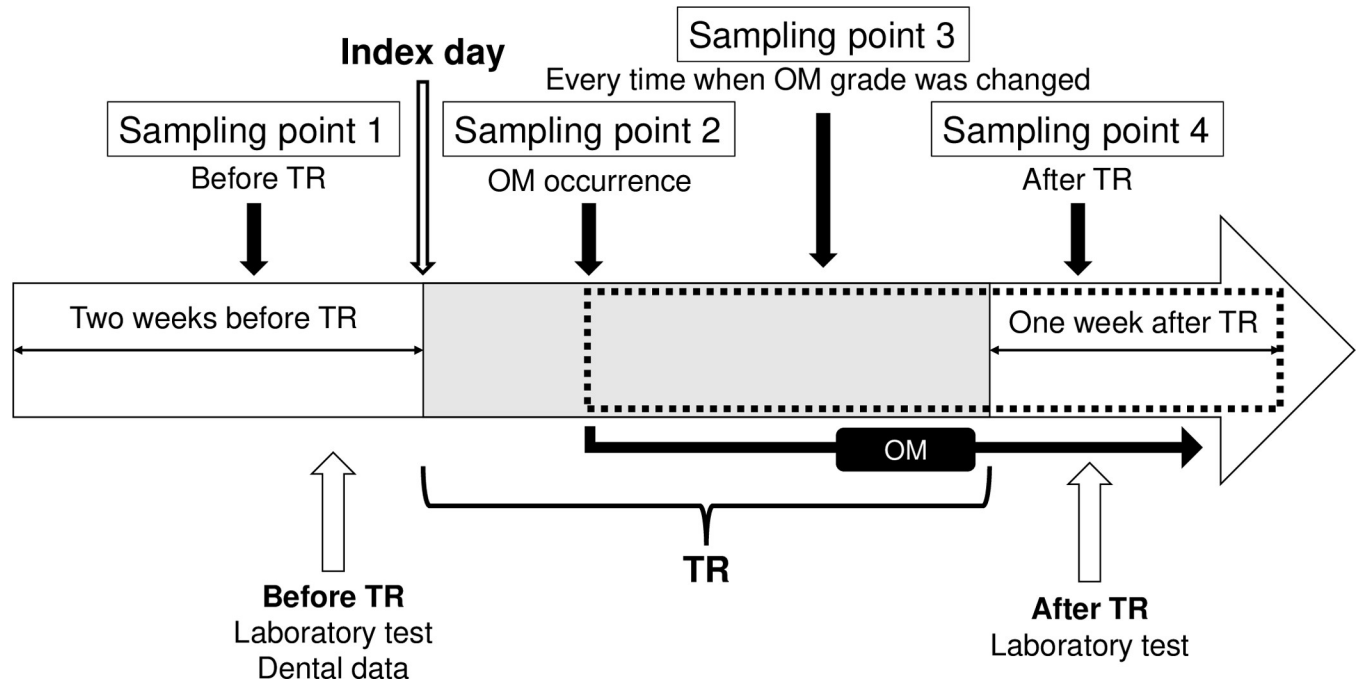 Index day
Sampling point 1
Before TR
Sampling point 2
OM occurrence
Sampling point 3
Every time when OM grade was changed
Sampling point 4
After TR
Two weeks before TR
One week after TR
OM
TR
Before TR
Laboratory test
Dental data
After TR
Laboratory test